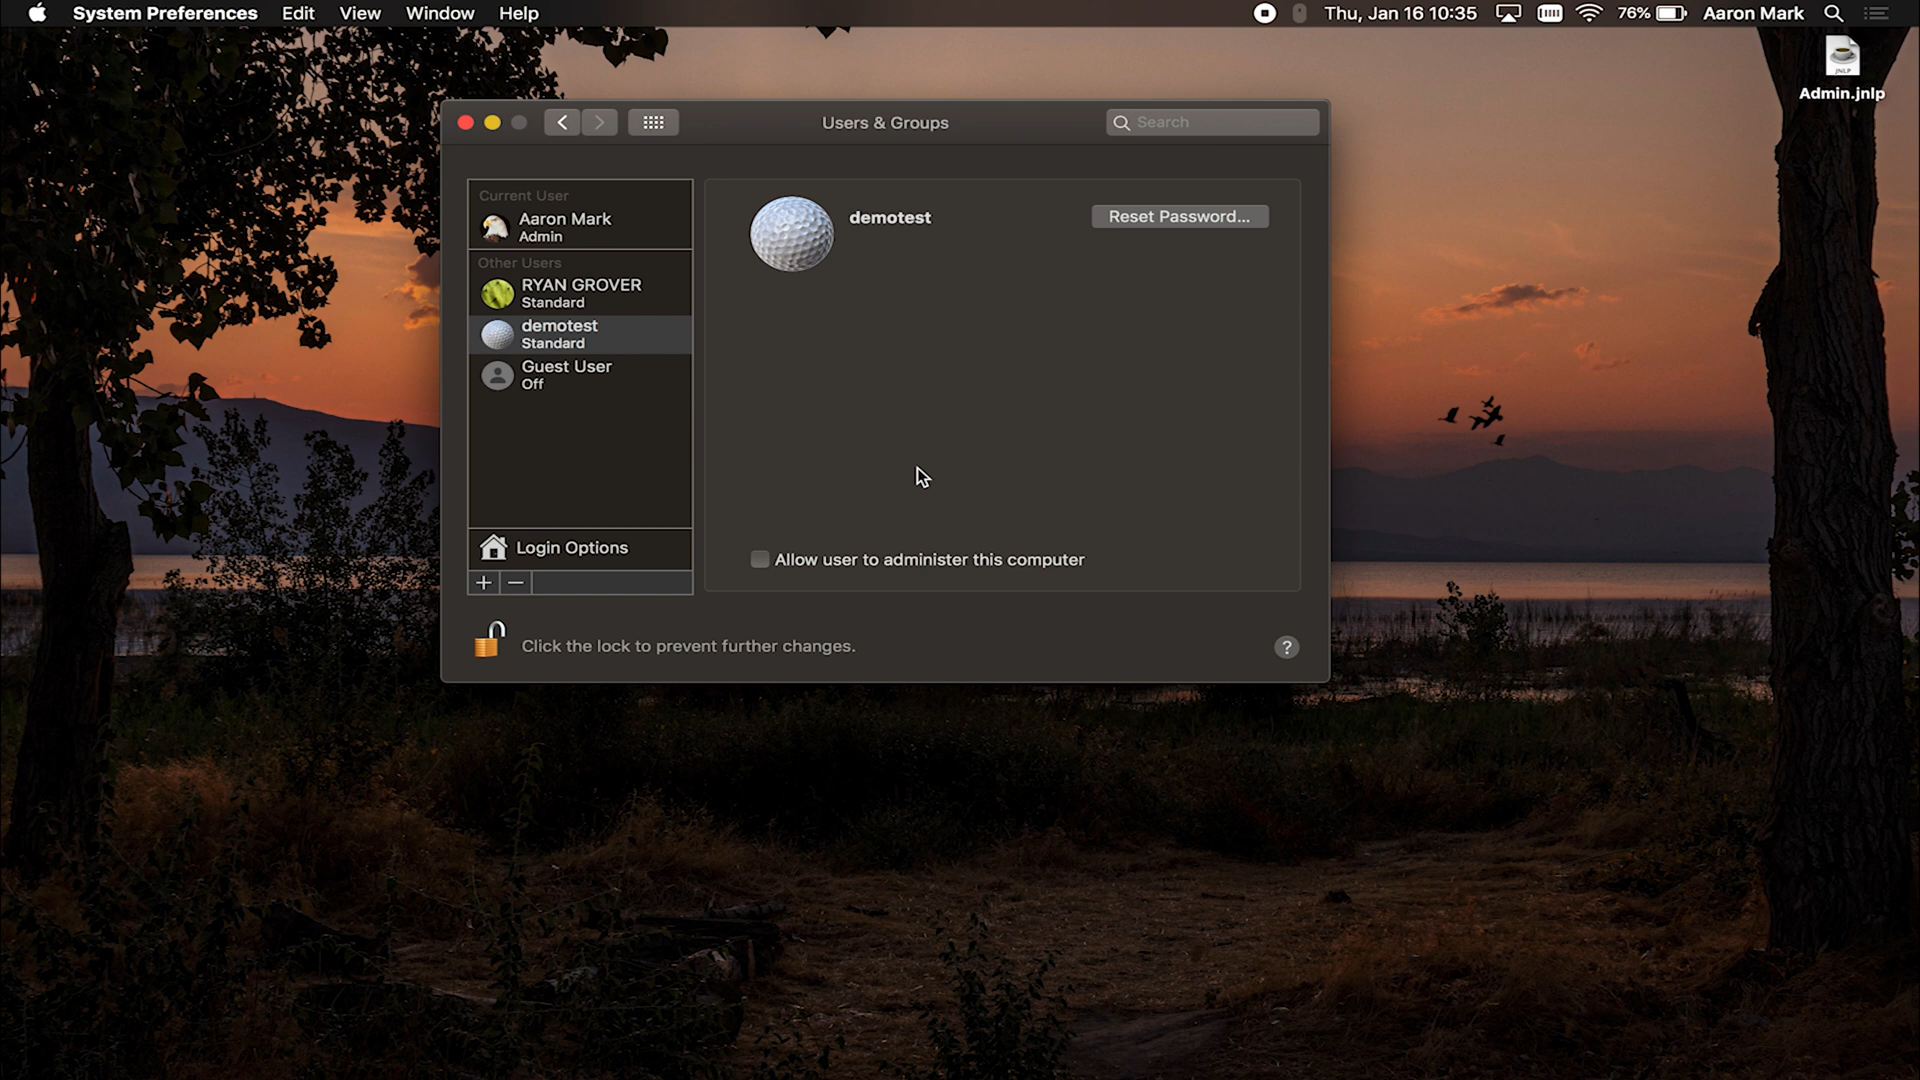 System Preferences Edit View Window Help
Thu, Jan 16 10:35 76% Aaron Mark
JNLP
Admin.jnlp
Users & Groups
Search
Current User
Aaron Mark
Admin
Other Users
RYAN GROVER
Standard
demotest
Standard
Guest User
Off
Login Options
+ −
demotest
Reset Password...
Allow user to administer this computer
Click the lock to prevent further changes.
?